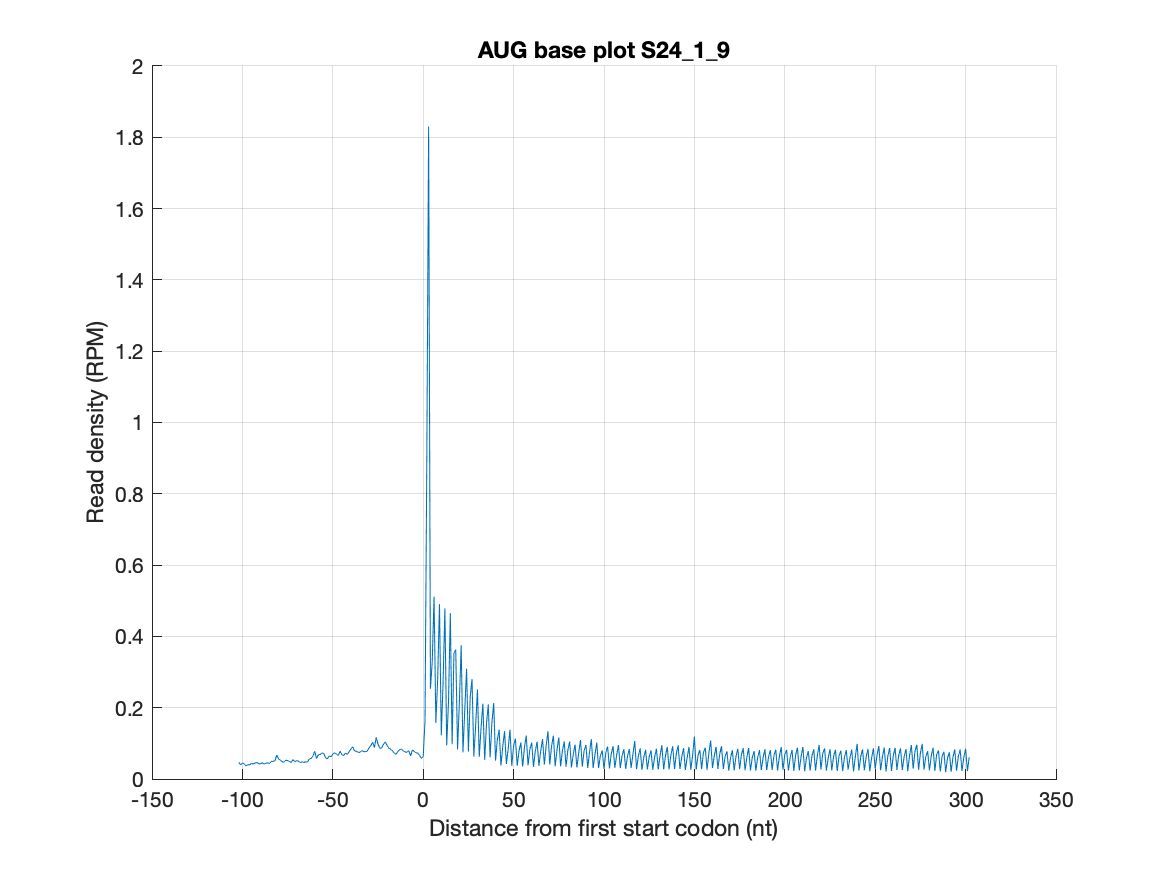 AUG base plot S24_1_9
2
1.8
1.6
1.4
1.2
1
0.8
0.6
0.4
0.2
0
Read density (RPM)
-150 -100 -50 0 50 100 150 200 250 300 350
Distance from first start codon (nt)